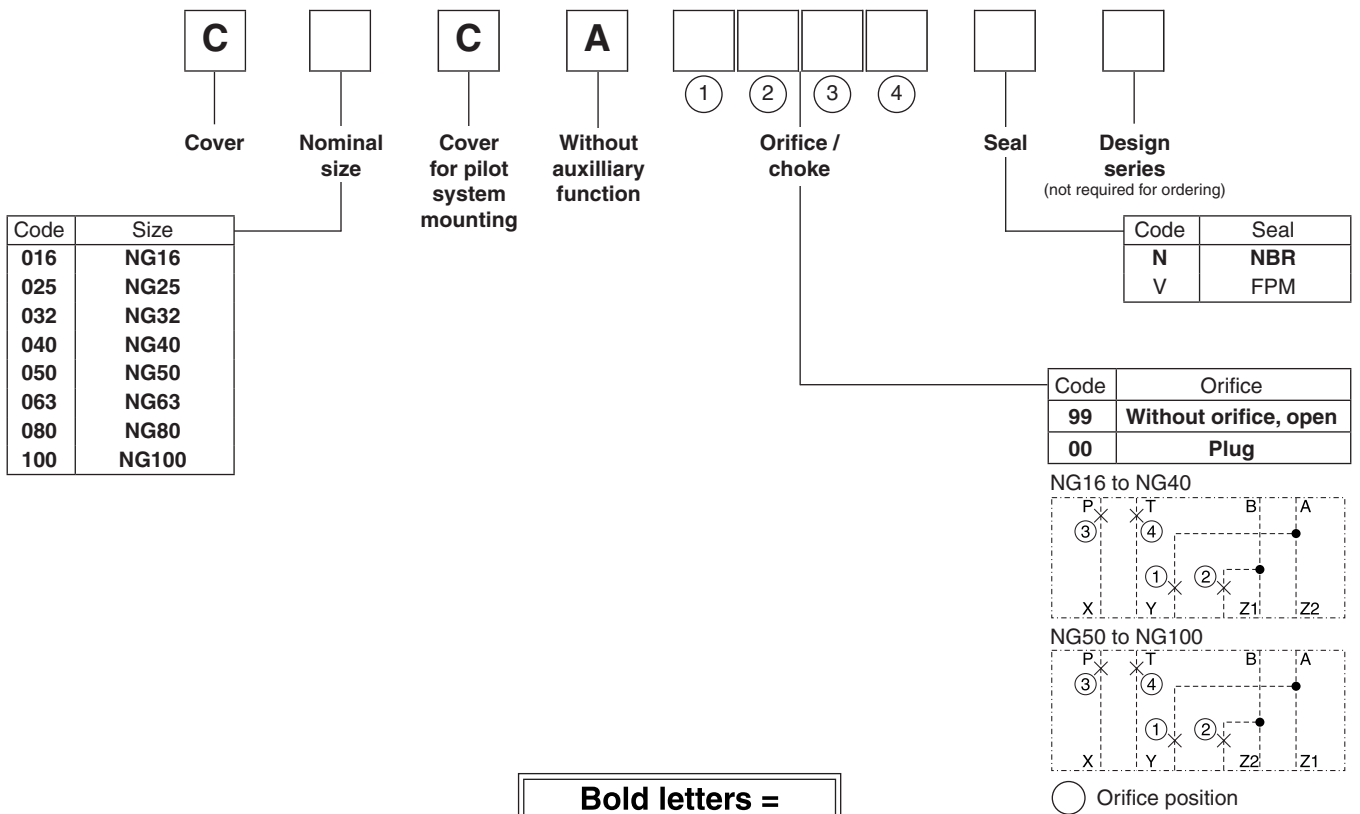 C C A
1 2 3 4
Cover
Nominal
size
Cover
for pilot
system
mounting
Without
auxilliary
function
Orifice /
choke
Seal
Design
series
(not required for ordering)
Code Size
016 NG16
025 NG25
032 NG32
040 NG40
050 NG50
063 NG63
080 NG80
100 NG100
Code Seal
N NBR
V FPM
Code Orifice
99 Without orifice, open
00 Plug
NG16 to NG40
P T B A
3 4
1 2
X Y Z1 Z2
NG50 to NG100
P T B A
3 4
1 2
X Y Z2 Z1
Orifice position
Bold letters =